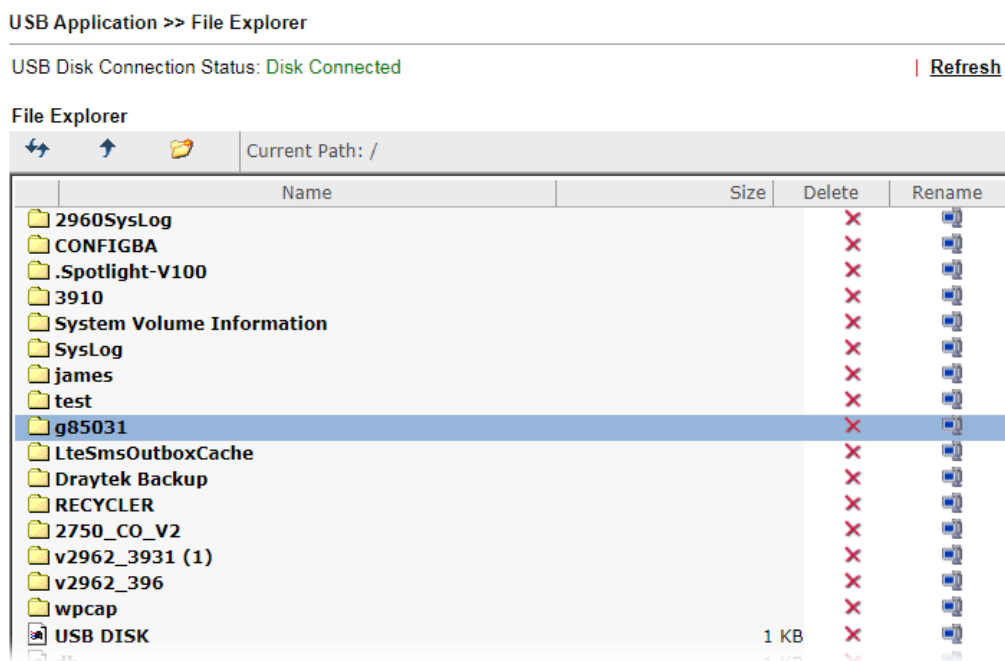 USB Application >> File Explorer
USB Disk Connection Status: Disk Connected | Refresh
File Explorer
Current Path: /
Name Size Delete Rename
2960SysLog
CONFIGBA
.Spotlight-V100
3910
System Volume Information
SysLog
james
test
g85031
LteSmsOutboxCache
Draytek Backup
RECYCLER
2750_CO_V2
v2962_3931 (1)
v2962_396
wpcap
USB DISK 1 KB